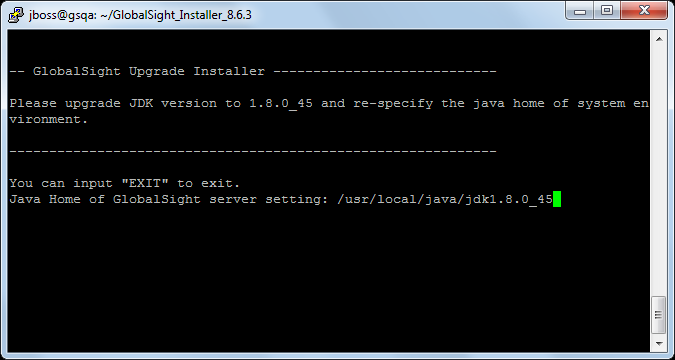 jboss@gsqa: ~/GlobalSight_Installer_8.6.3
-- GlobalSight Upgrade Installer ----------------------------
Please upgrade JDK version to 1.8.0_45 and re-specify the java home of system en
vironment.
-------------------------------------------------------------
You can input "EXIT" to exit.
Java Home of GlobalSight server setting: /usr/local/java/jdk1.8.0_45